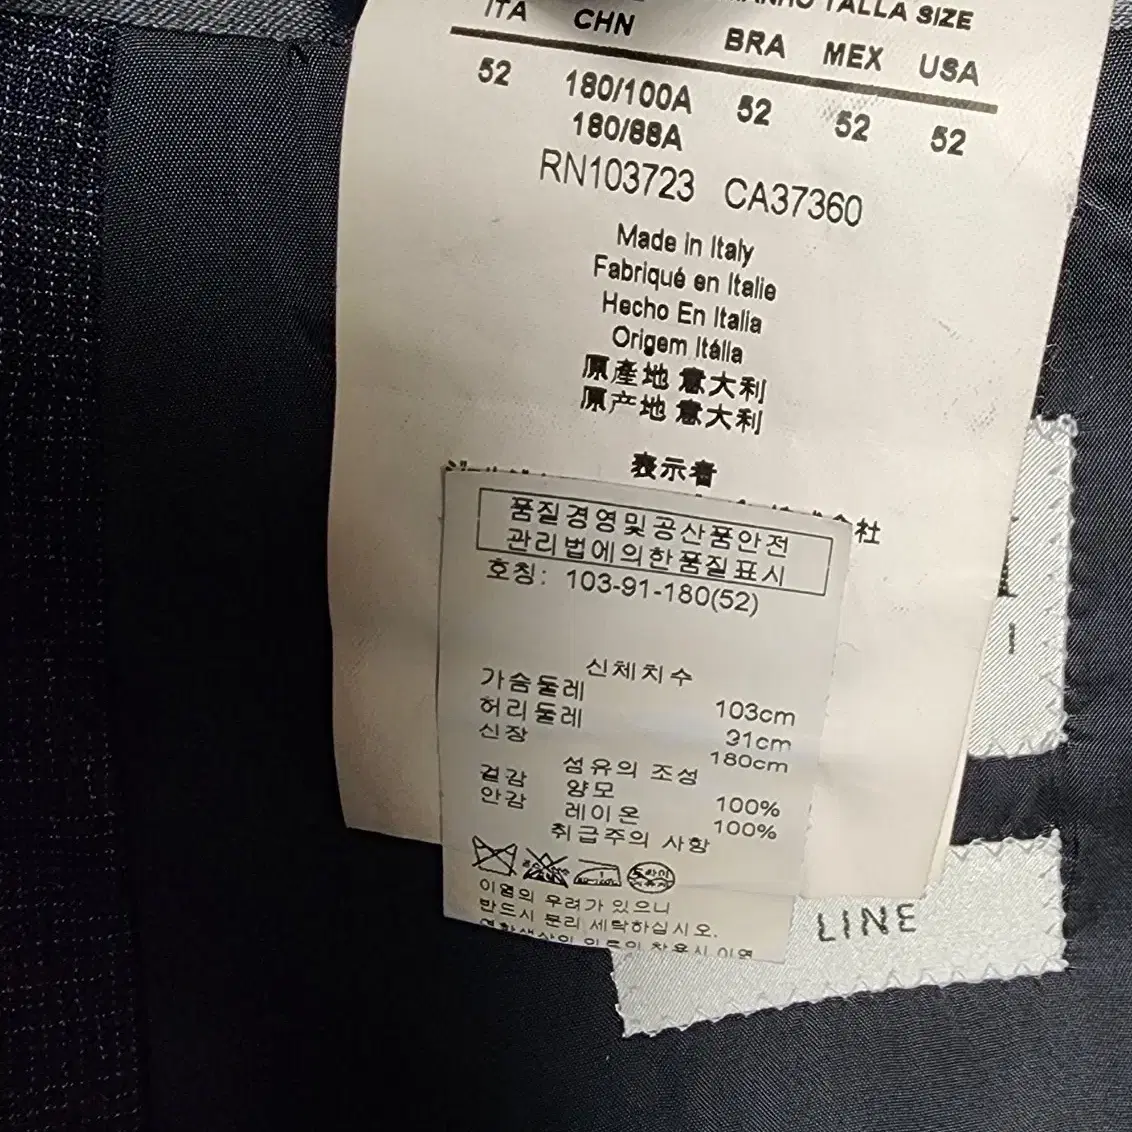 TALLA SIZE
ITA CHN BRA MEX USA
52 180/100A 52 52 52
180/88A
RN103723 CA37360
Made in Italy
Fabriqué en Italie
Hecho En Italia
Origem Itália
原產地 意大利
原产地 意大利
表示者
会社
품질경영및공산품안전
관리법에의한품질표시
호칭: 103-91-180(52)
신체치수
가슴둘레 103cm
허리둘레 91cm
신장 180cm
섬유의 조성
겉감 양모 100%
안감 레이온 100%
취급주의 사항
이염의 우려가 있으니
반드시 분리 세탁하십시오.
LINE